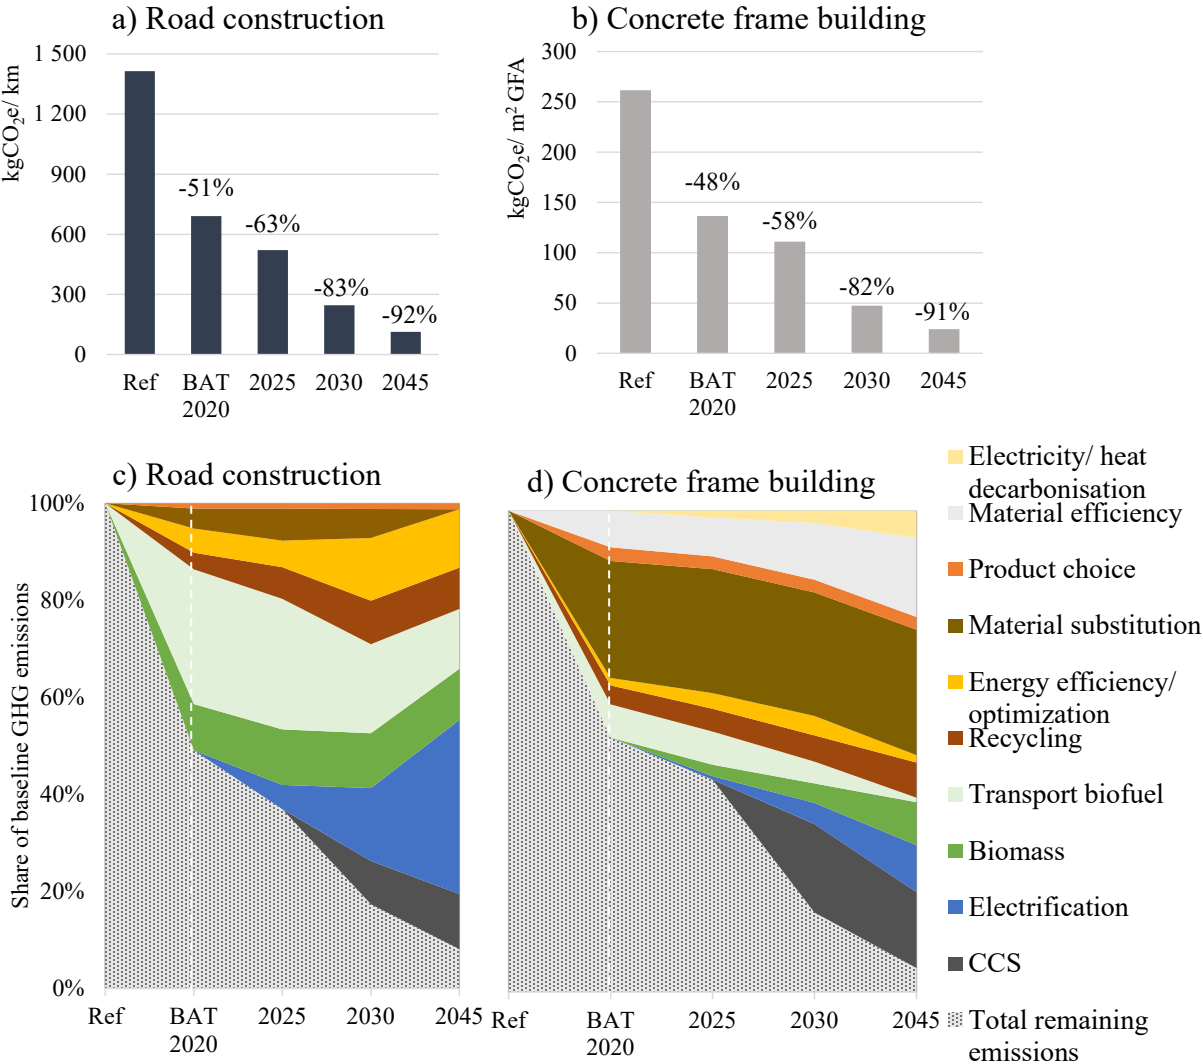 a) Road construction
kgCO2e/ km
1 500
1 200
900
600
300
0
-51%
-63%
-83%
-92%
Ref
BAT
2020
2025
2030
2045
b) Concrete frame building
kgCO2e/ m2 GFA
300
250
200
150
100
50
0
-48%
-58%
-82%
-91%
Ref
BAT
2020
2025
2030
2045
c) Road construction
Share of baseline GHG emissions
100%
80%
60%
40%
20%
0%
Ref
BAT
2020
2025
2030
2045
d) Concrete frame building
Ref
BAT
2020
2025
2030
2045
Electricity/ heat
decarbonisation
Material efficiency
Product choice
Material substitution
Energy efficiency/
optimization
Recycling
Transport biofuel
Biomass
Electrification
CCS
Total remaining
emissions